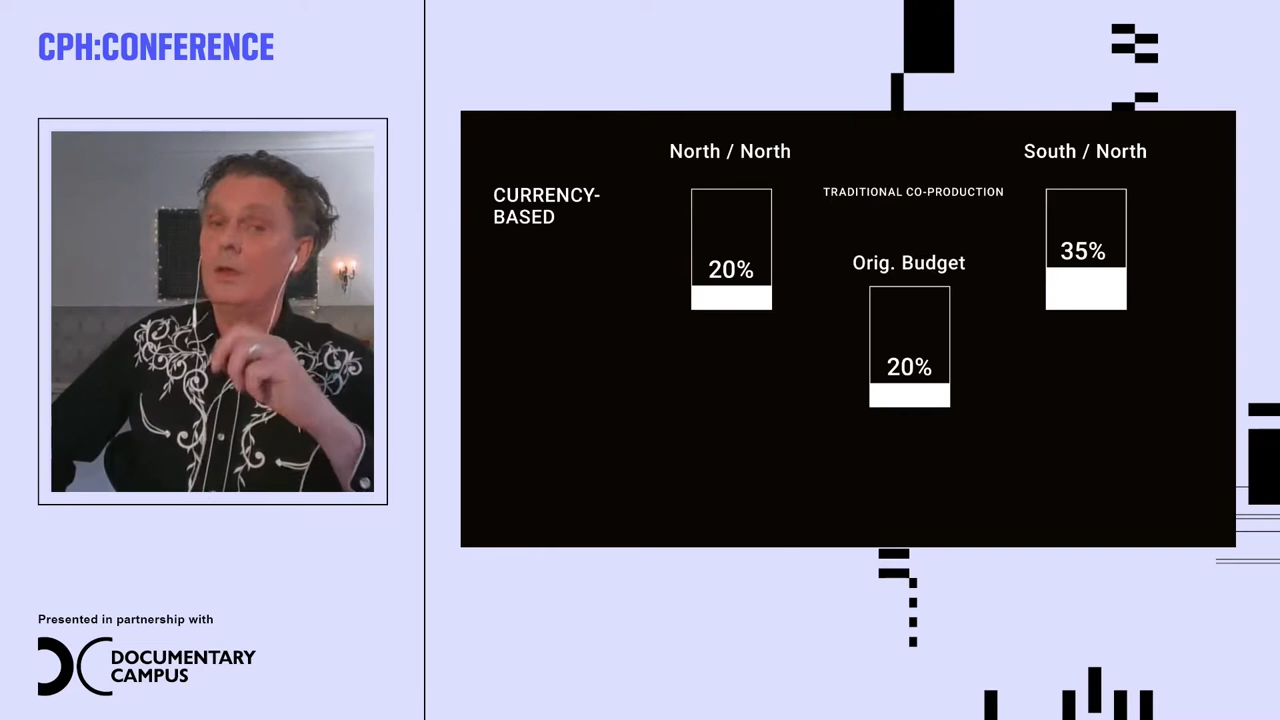 CPH:CONFERENCE
North / North
South / North
CURRENCY-
BASED
TRADITIONAL CO-PRODUCTION
20%
35%
Orig. Budget
20%
Presented in partnership with
DOCUMENTARY
CAMPUS